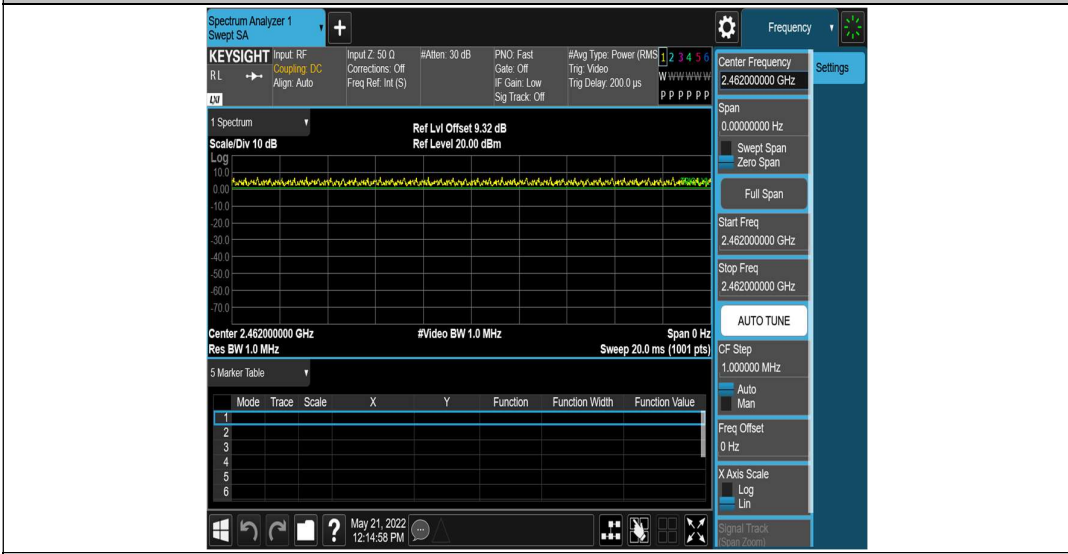 Spectrum Analyzer 1
Swept SA
+
Frequency
KEYSIGHT
RL
LXI
Input: RF
Coupling: DC
Align: Auto
Input Z: 50 Ω
Corrections: Off
Freq Ref: Int (S)
#Atten: 30 dB
PNO: Fast
Gate: Off
IF Gain: Low
Sig Track: Off
#Avg Type: Power (RMS
Trig: Video
Trig Delay: 200.0 µs
1 2 3 4 5 6
W W W W W W
P P P P P P
Center Frequency
2.462000000 GHz
Settings
Span
0.00000000 Hz
Swept Span
Zero Span
Full Span
Start Freq
2.462000000 GHz
Stop Freq
2.462000000 GHz
AUTO TUNE
CF Step
1.000000 MHz
Auto
Man
Freq Offset
0 Hz
X Axis Scale
Log
Lin
Signal Track
(Span Zoom)
1 Spectrum
Scale/Div 10 dB
Ref Lvl Offset 9.32 dB
Ref Level 20.00 dBm
Log
10.0
0.00
-10.0
-20.0
-30.0
-40.0
-50.0
-60.0
-70.0
Center 2.462000000 GHz
#Video BW 1.0 MHz
Span 0 Hz
Res BW 1.0 MHz
Sweep 20.0 ms (1001 pts)
5 Marker Table
Mode Trace Scale X Y Function Function Width Function Value
1
2
3
4
5
6
?
May 21, 2022
12:14:58 PM